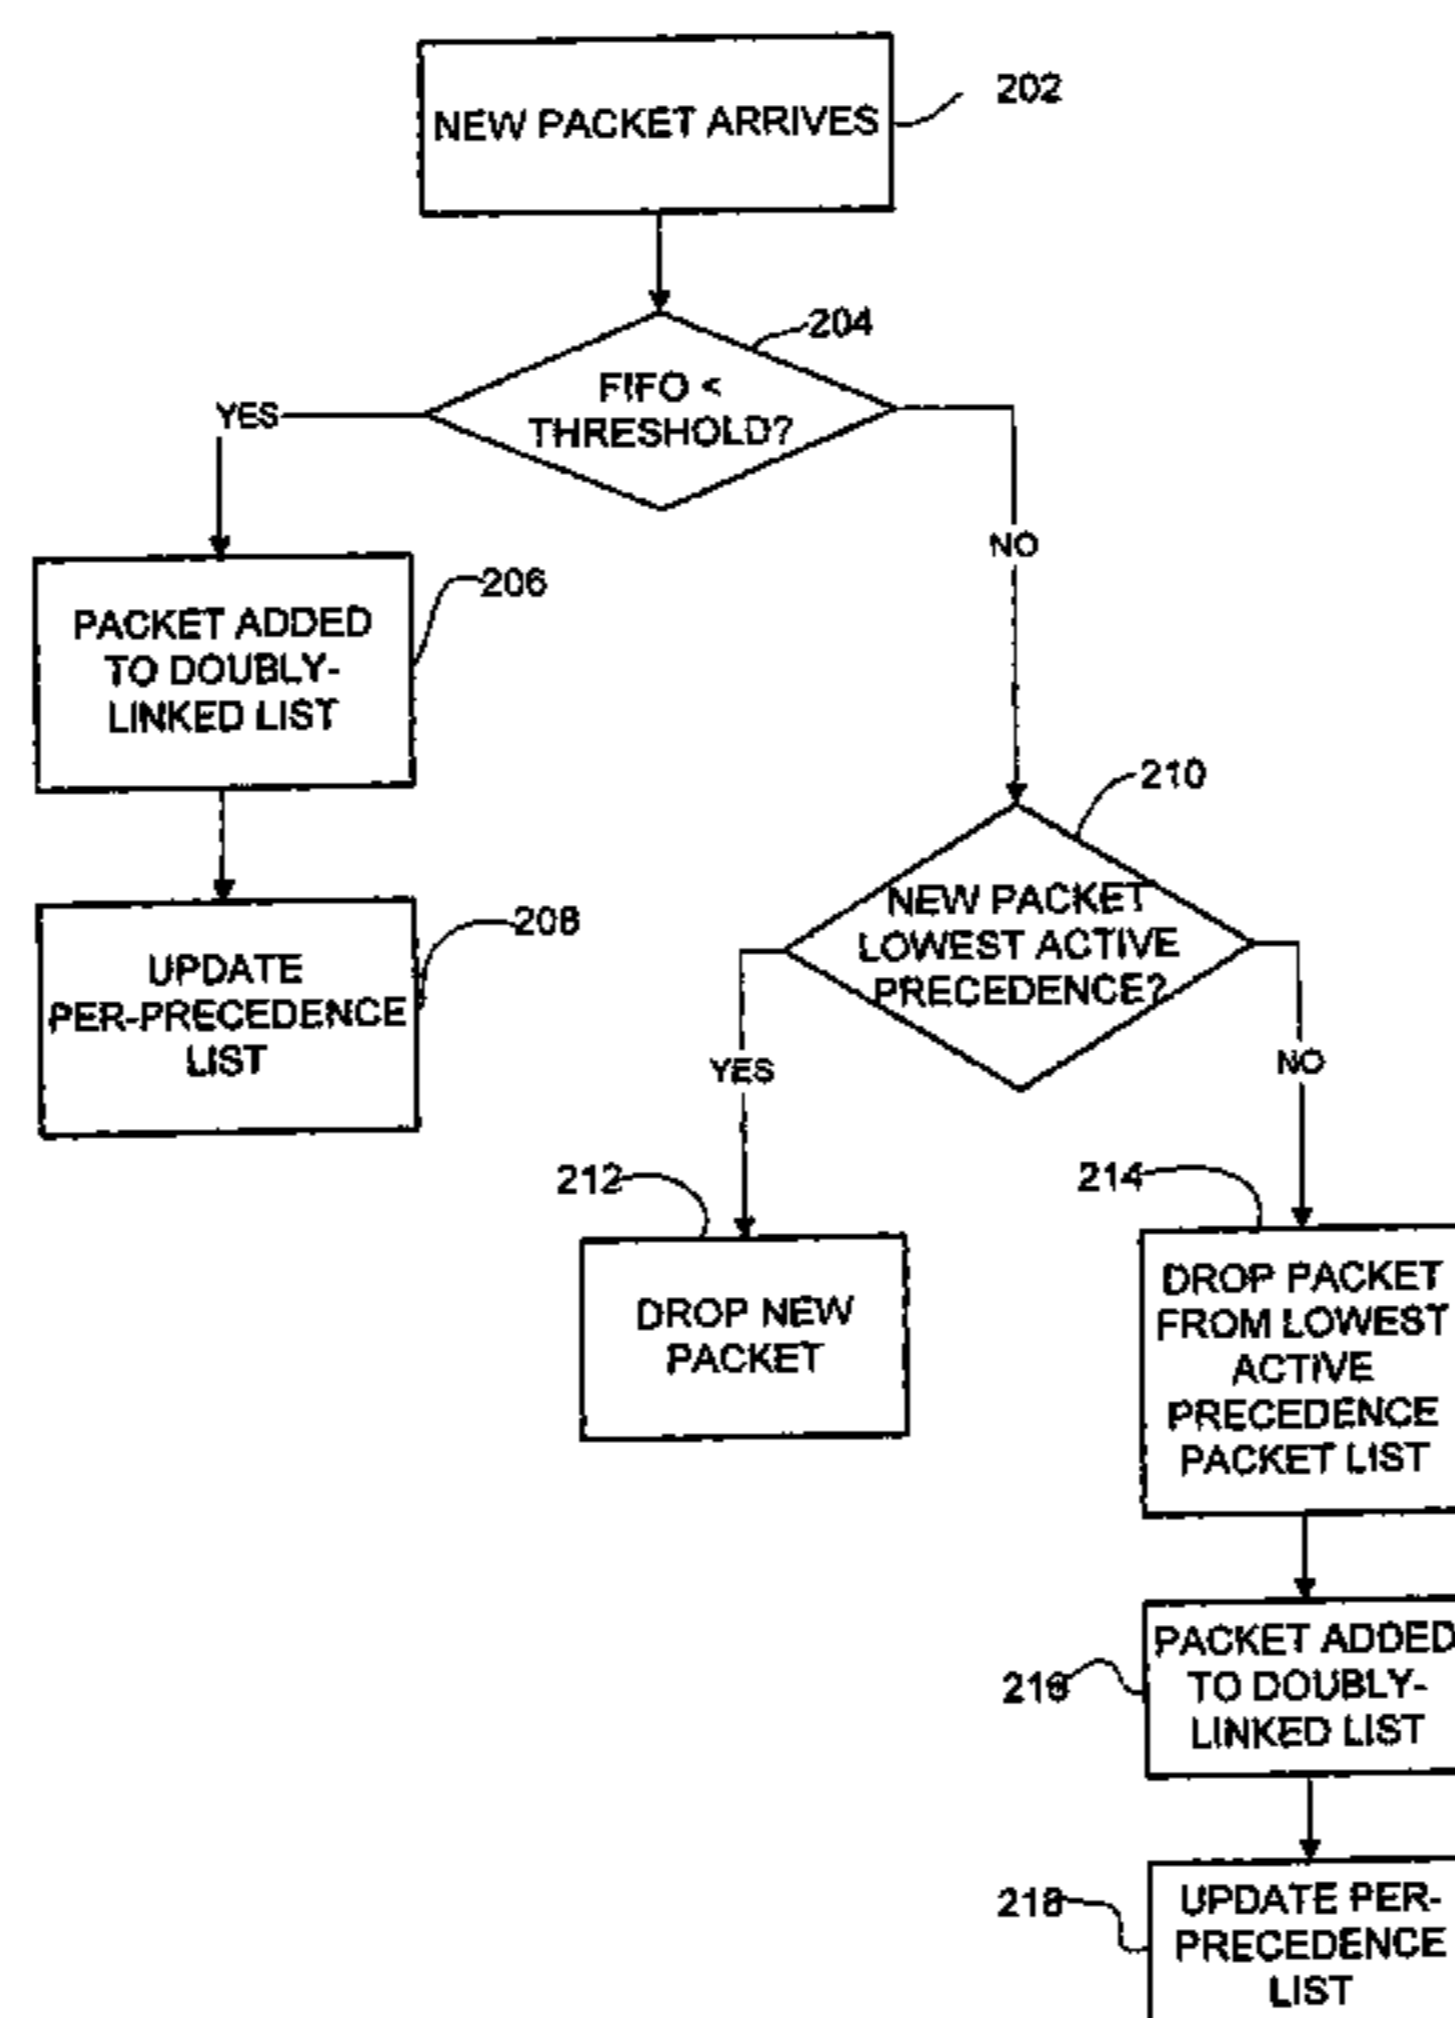 NEW PACKET ARRIVES
202
204
FIFO <
THRESHOLD?
YES
NO
206
PACKET ADDED
TO DOUBLY-
LINKED LIST
208
UPDATE
PER-PRECEDENCE
LIST
210
NEW PACKET
LOWEST ACTIVE
PRECEDENCE?
YES
NO
212
DROP NEW
PACKET
214
DROP PACKET
FROM LOWEST
ACTIVE
PRECEDENCE
PACKET LIST
216
PACKET ADDED
TO DOUBLY-
LINKED LIST
218
UPDATE PER-
PRECEDENCE
LIST